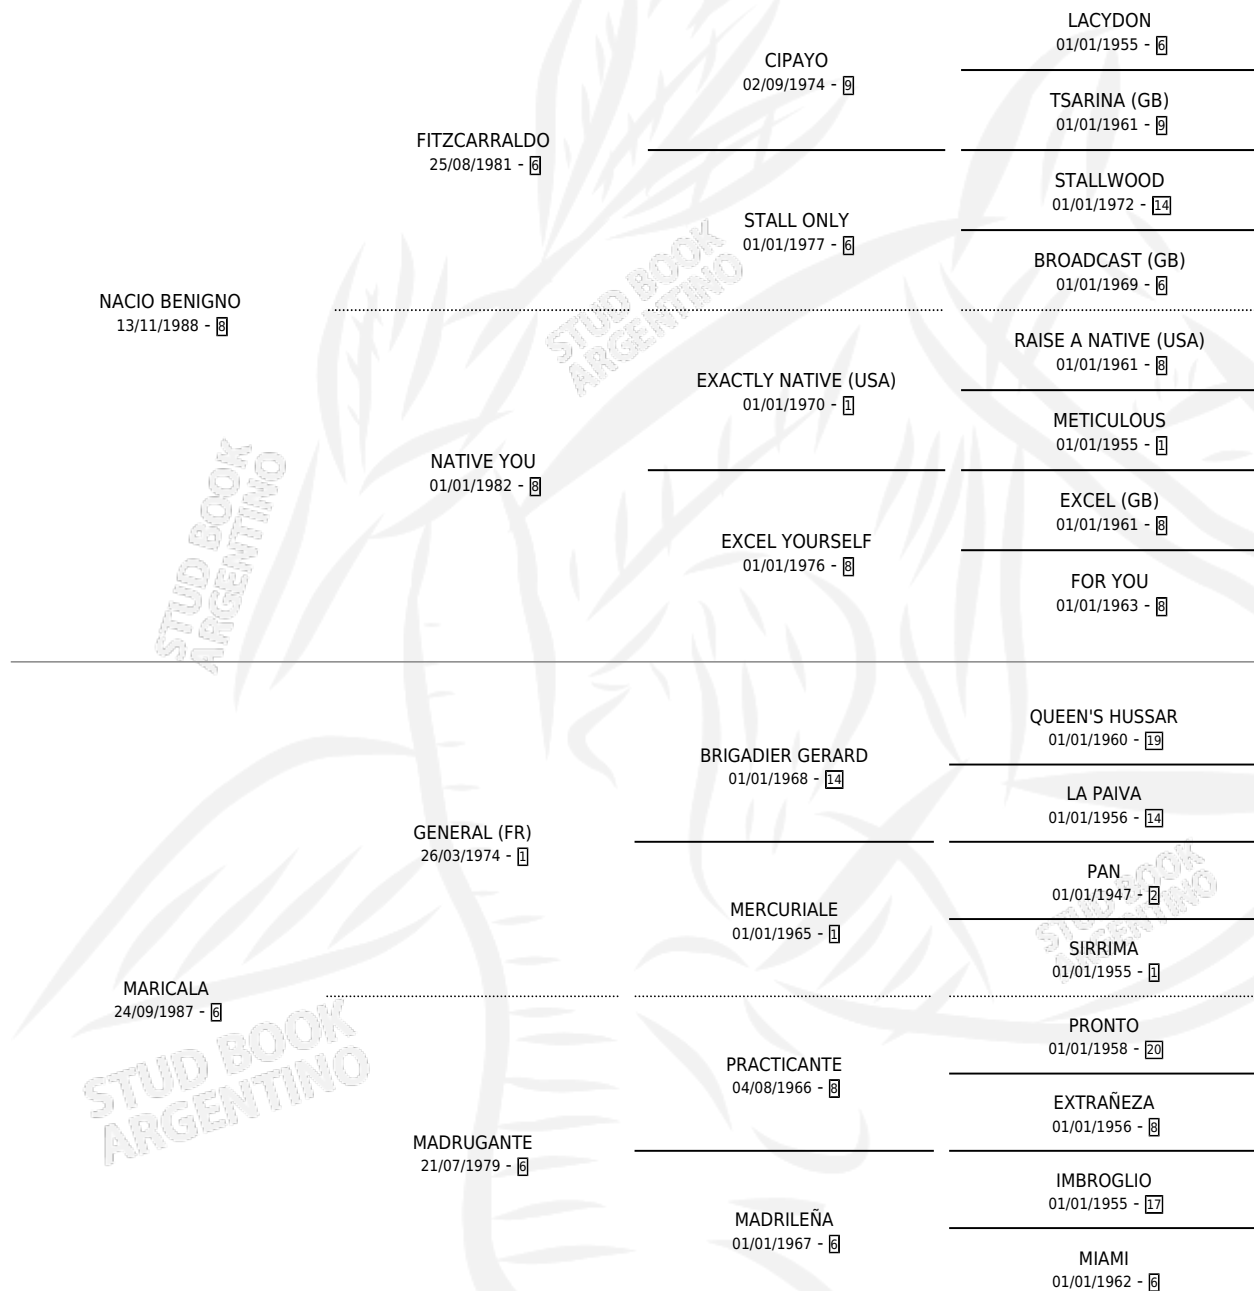 LACYDON
01/01/1955 - 6
CIPAYO
02/09/1974 - 9
TSARINA (GB)
01/01/1961 - 9
FITZCARRALDO
25/08/1981 - 6
STALLWOOD
01/01/1972 - 14
STALL ONLY
01/01/1977 - 6
BROADCAST (GB)
01/01/1969 - 6
NACIO BENIGNO
13/11/1988 - 8
RAISE A NATIVE (USA)
01/01/1961 - 8
EXACTLY NATIVE (USA)
01/01/1970 - 1
METICULOUS
01/01/1955 - 1
NATIVE YOU
01/01/1982 - 8
EXCEL (GB)
01/01/1961 - 8
EXCEL YOURSELF
01/01/1976 - 8
FOR YOU
01/01/1963 - 8
QUEEN'S HUSSAR
01/01/1960 - 19
BRIGADIER GERARD
01/01/1968 - 14
LA PAIVA
01/01/1956 - 14
GENERAL (FR)
26/03/1974 - 1
PAN
01/01/1947 - 2
MERCURIALE
01/01/1965 - 1
SIRRIMA
01/01/1955 - 1
MARICALA
24/09/1987 - 6
PRONTO
01/01/1958 - 20
PRACTICANTE
04/08/1966 - 8
EXTRAÑEZA
01/01/1956 - 8
MADRUGANTE
21/07/1979 - 6
IMBROGLIO
01/01/1955 - 17
MADRILEÑA
01/01/1967 - 6
MIAMI
01/01/1962 - 6
STUD BOOK
ARGENTINO
STUD BOOK
ARGENTINO
STUD BOOK
ARGENTINO
STUD BOOK
ARGENTINO